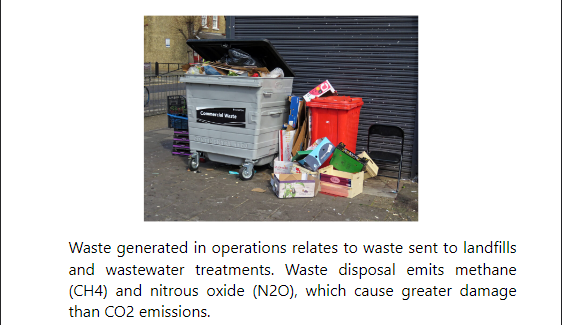 Commercial Waste
Waste generated in operations relates to waste sent to landfills
and wastewater treatments. Waste disposal emits methane
(CH4) and nitrous oxide (N2O), which cause greater damage
than CO2 emissions.